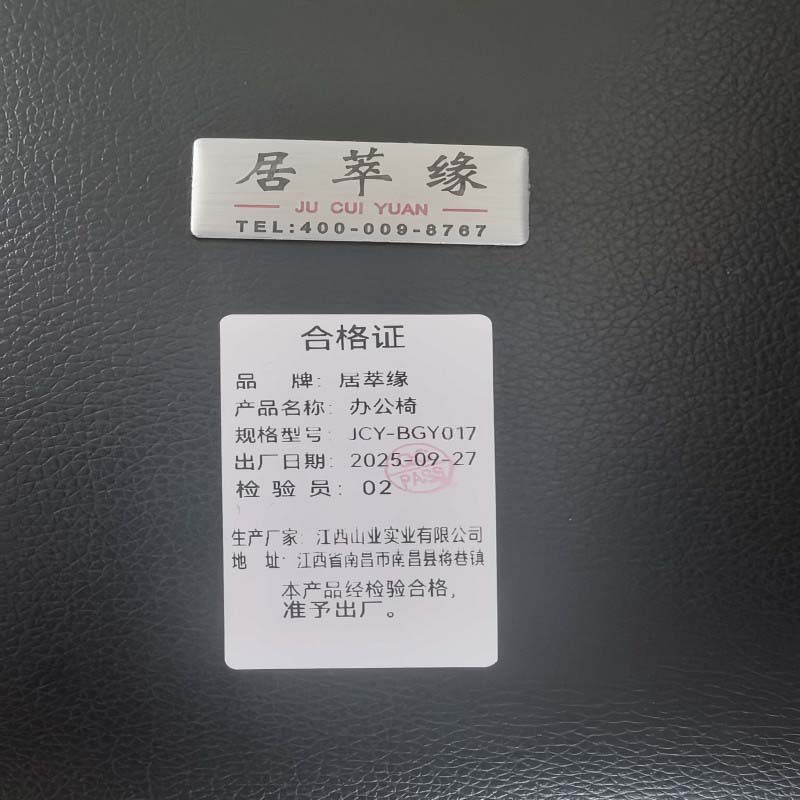 居萃缘
JU CUI YUAN
TEL:400-009-8767
合格证
品 牌: 居萃缘
产品名称: 办公椅
规格型号: JCY-BGY017
出厂日期: 2025-09-27
检 验 员: 02
PASS
生产厂家: 江西山业实业有限公司
地 址: 江西省南昌市南昌县将巷镇
本产品经检验合格,
准予出厂。